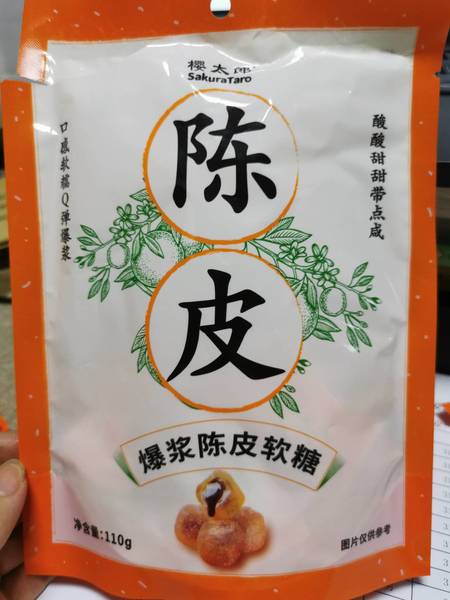 樱太郎
SakuraTaro
陈
皮
口感软糯Q弹爆浆
酸酸甜甜带点咸
爆浆陈皮软糖
净含量:110g
图片仅供参考